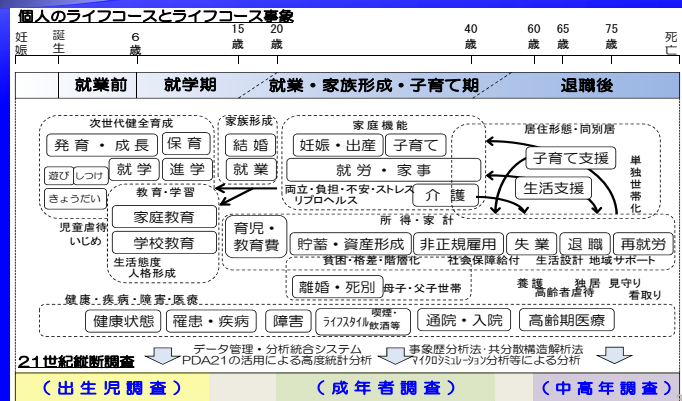 個人のライフコースとライフコース事象
妊娠
誕生
6歳
15歳
20歳
40歳
60歳
65歳
75歳
死亡
就業前
就学期
就業・家族形成・子育て期
退職後
次世代健全育成
発育・成長
保育
遊び
しつけ
就学
進学
きょうだい
教育・学習
家庭教育
学校教育
児童虐待
いじめ
生活態度
人格形成
家族形成
結婚
就業
家庭機能
妊娠・出産
子育て
就労・家事
両立・負担・不安・ストレス
リプロヘルス
介護
居住形態・同別居
子育て支援
生活支援
単独世帯化
育児・教育費
所得・家計
貯蓄・資産形成
非正規雇用
失業
退職
再就労
貧困・格差・階層化
社会保障給付
生活設計
地域サポート
離婚・死別
母子・父子世帯
養護
独居
見守り
高齢者虐待
看取り
健康・疾病・障害・医療
健康状態
罹患・疾病
障害
ライフスタイル
喫煙・飲酒等
通院・入院
高齢期医療
21世紀縦断調査
データ管理・分析統合システム
PDA21の活用による高度統計分析
事象歴分析法・共分散構造解析法
マイクロシミュレーション分析等による分析
(出生児調査)
(成年者調査)
(中高年調査)